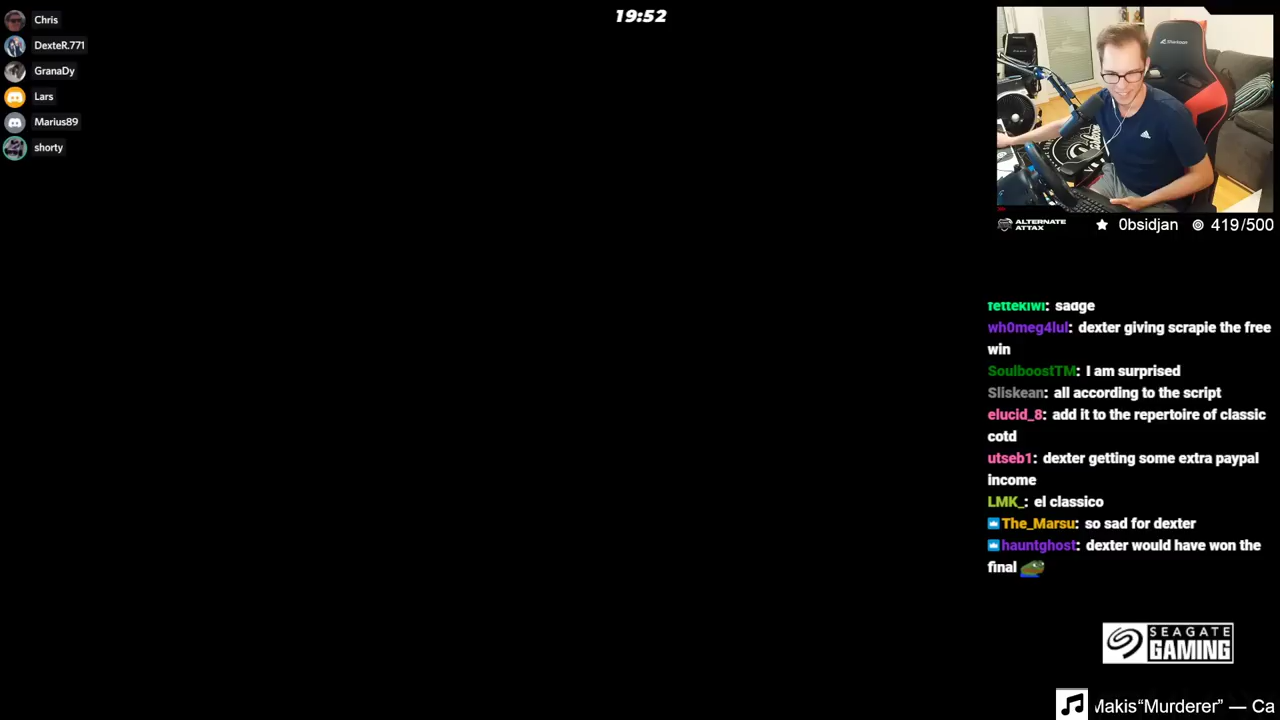 Chris
DexteR.771
GranaDy
Lars
Marius89
shorty
19:52
ALTERNATE
ATTAX
0bsidjan
419/500
fettekiwi: sadge
wh0meg4lul: dexter giving scrapie the free
win
SoulboostTM: I am surprised
Sliskean: all according to the script
elucid_8: add it to the repertoire of classic
cotd
utseb1: dexter getting some extra paypal
income
LMK_: el classico
The_Marsu: so sad for dexter
hauntghost: dexter would have won the
final
SEAGATE
GAMING
Makis“Murderer” — Ca